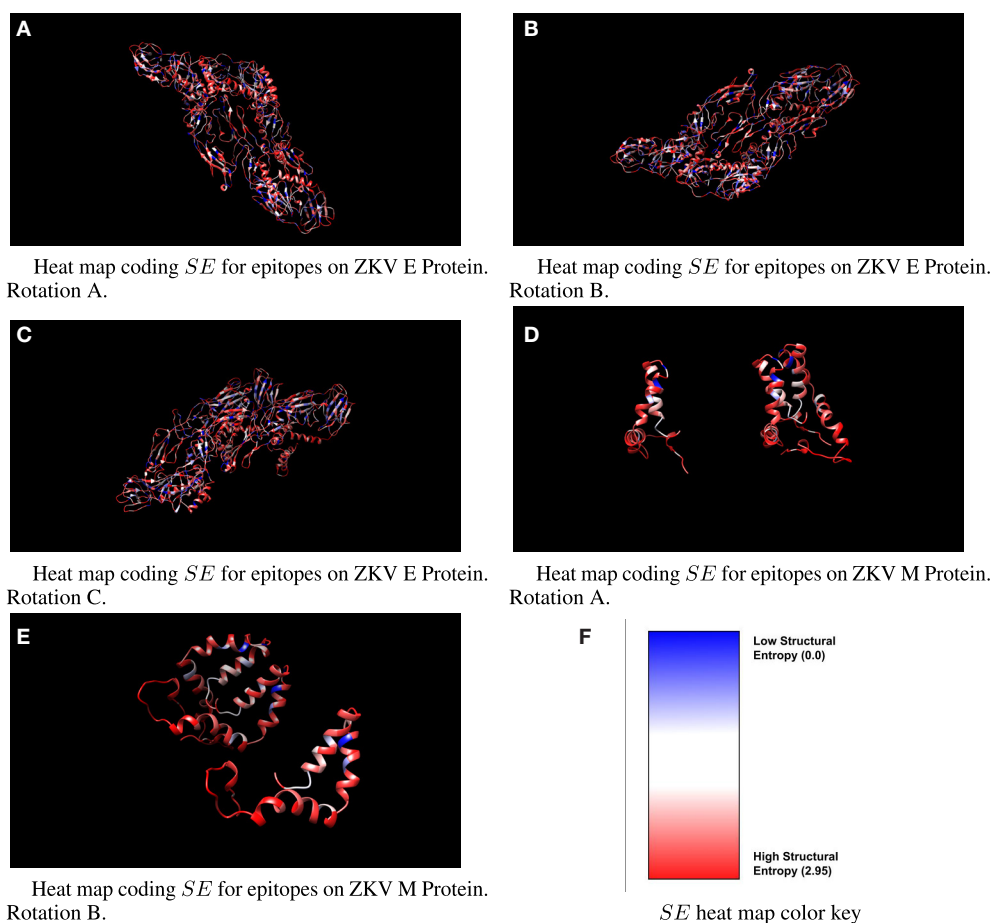 A
B
Heat map coding SE for epitopes on ZKV E Protein.
Rotation A.
Heat map coding SE for epitopes on ZKV E Protein.
Rotation B.
C
D
Heat map coding SE for epitopes on ZKV E Protein.
Rotation C.
Heat map coding SE for epitopes on ZKV M Protein.
Rotation A.
E
F
Low Structural
Entropy (0.0)
High Structural
Entropy (2.95)
Heat map coding SE for epitopes on ZKV M Protein.
Rotation B.
SE heat map color key